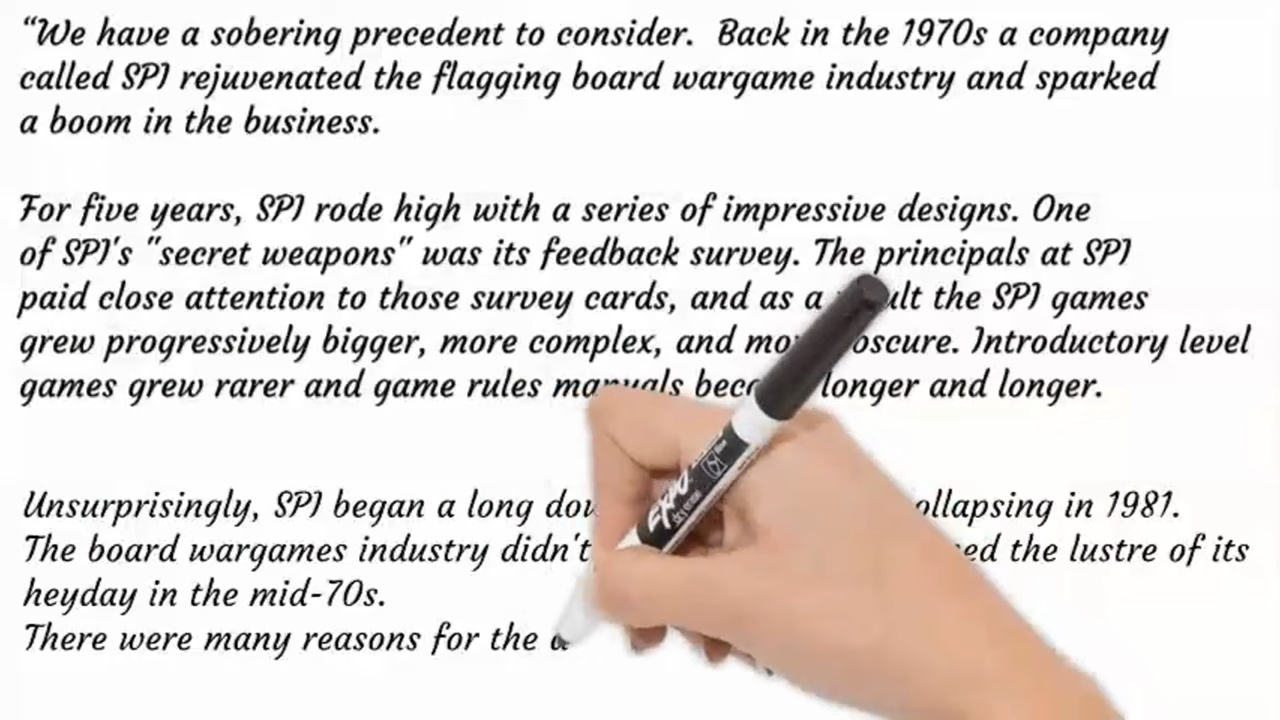 “We have a sobering precedent to consider.  Back in the 1970s a company
called SPI rejuvenated the flagging board wargame industry and sparked
a boom in the business.
For five years, SPI rode high with a series of impressive designs. One
of SPI's "secret weapons" was its feedback survey. The principals at SPI
paid close attention to those survey cards, and as a the SPI games
grew progressively bigger, more complex, and Introductory level
games grew rarer and game rules manuals longer and longer.
Unsurprisingly, SPI began a long in 1981.
The board wargames industry didn't the lustre of its
heyday in the mid-70s.
There were many reasons for the
EXPO